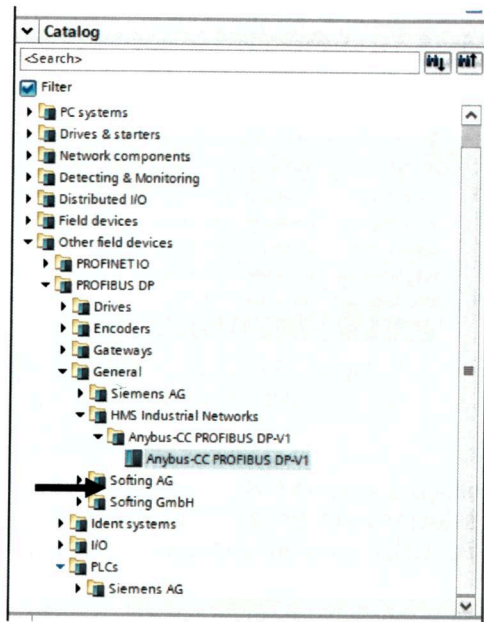 Catalog
<Search>
Filter
PC systems
Drives & starters
Network components
Detecting & Monitoring
Distributed I/O
Field devices
Other field devices
PROFINET IO
PROFIBUS DP
Drives
Encoders
Gateways
General
Siemens AG
HMS Industrial Networks
Anybus-CC PROFIBUS DP-V1
Anybus-CC PROFIBUS DP-V1
Softing AG
Softing GmbH
Ident systems
I/O
PLCs
Siemens AG